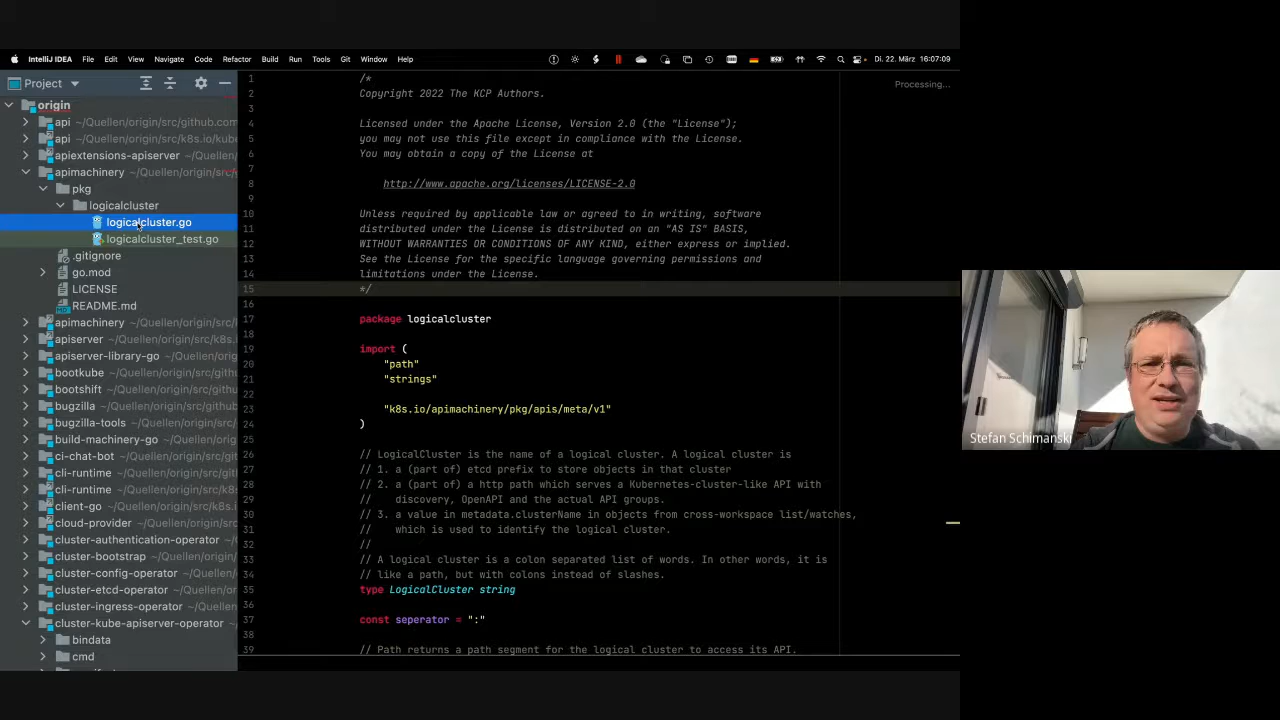 IntelliJ IDEA File Edit View Navigate Code Refactor Build Run Tools Git Window Help Di. 22. März 16:07:09
Project
origin
api ~/Quellen/origin/src/github.com
api ~/Quellen/origin/src/k8s.io/kube
apiextensions-apiserver ~/Quellen/
apimachinery ~/Quellen/origin/src/g
pkg
logicalcluster
logicalcluster.go
logicalcluster_test.go
.gitignore
go.mod
LICENSE
README.md
apimachinery ~/Quellen/origin/src/k
apiserver ~/Quellen/origin/src/k8s.
apiserver-library-go ~/Quellen/orig
bootkube ~/Quellen/origin/src/githu
bootshift ~/Quellen/origin/src/githu
bugzilla ~/Quellen/origin/src/github
bugzilla-tools ~/Quellen/origin/src/
build-machinery-go ~/Quellen/origi
ci-chat-bot ~/Quellen/origin/src/git
cli-runtime ~/Quellen/origin/src/git
cli-runtime ~/Quellen/origin/src/k8
client-go ~/Quellen/origin/src/k8s.i
cloud-provider ~/Quellen/origin/src
cluster-authentication-operator ~/
cluster-bootstrap ~/Quellen/origin/
cluster-config-operator ~/Quellen/
cluster-etcd-operator ~/Quellen/or
cluster-ingress-operator ~/Quellen
cluster-kube-apiserver-operator ~/
bindata
cmd
1 /*
2 Copyright 2022 The KCP Authors.
3
4 Licensed under the Apache License, Version 2.0 (the "License");
5 you may not use this file except in compliance with the License.
6 You may obtain a copy of the License at
7
8 http://www.apache.org/licenses/LICENSE-2.0
9
10 Unless required by applicable law or agreed to in writing, software
11 distributed under the License is distributed on an "AS IS" BASIS,
12 WITHOUT WARRANTIES OR CONDITIONS OF ANY KIND, either express or implied.
13 See the License for the specific language governing permissions and
14 limitations under the License.
15 */
16
17 package logicalcluster
18
19 import (
20 "path"
21 "strings"
22
23 "k8s.io/apimachinery/pkg/apis/meta/v1"
24 )
25
26 // LogicalCluster is the name of a logical cluster. A logical cluster is
27 // 1. a (part of) etcd prefix to store objects in that cluster
28 // 2. a (part of) a http path which serves a Kubernetes-cluster-like API with
29 // discovery, OpenAPI and the actual API groups.
30 // 3. a value in metadata.clusterName in objects from cross-workspace list/watches,
31 // which is used to identify the logical cluster.
32 //
33 // A logical cluster is a colon separated list of words. In other words, it is
34 // like a path, but with colons instead of slashes.
35 type LogicalCluster string
36
37 const seperator = ":"
38
39 // Path returns a path segment for the logical cluster to access its API.
Processing...
Stefan Schimanski